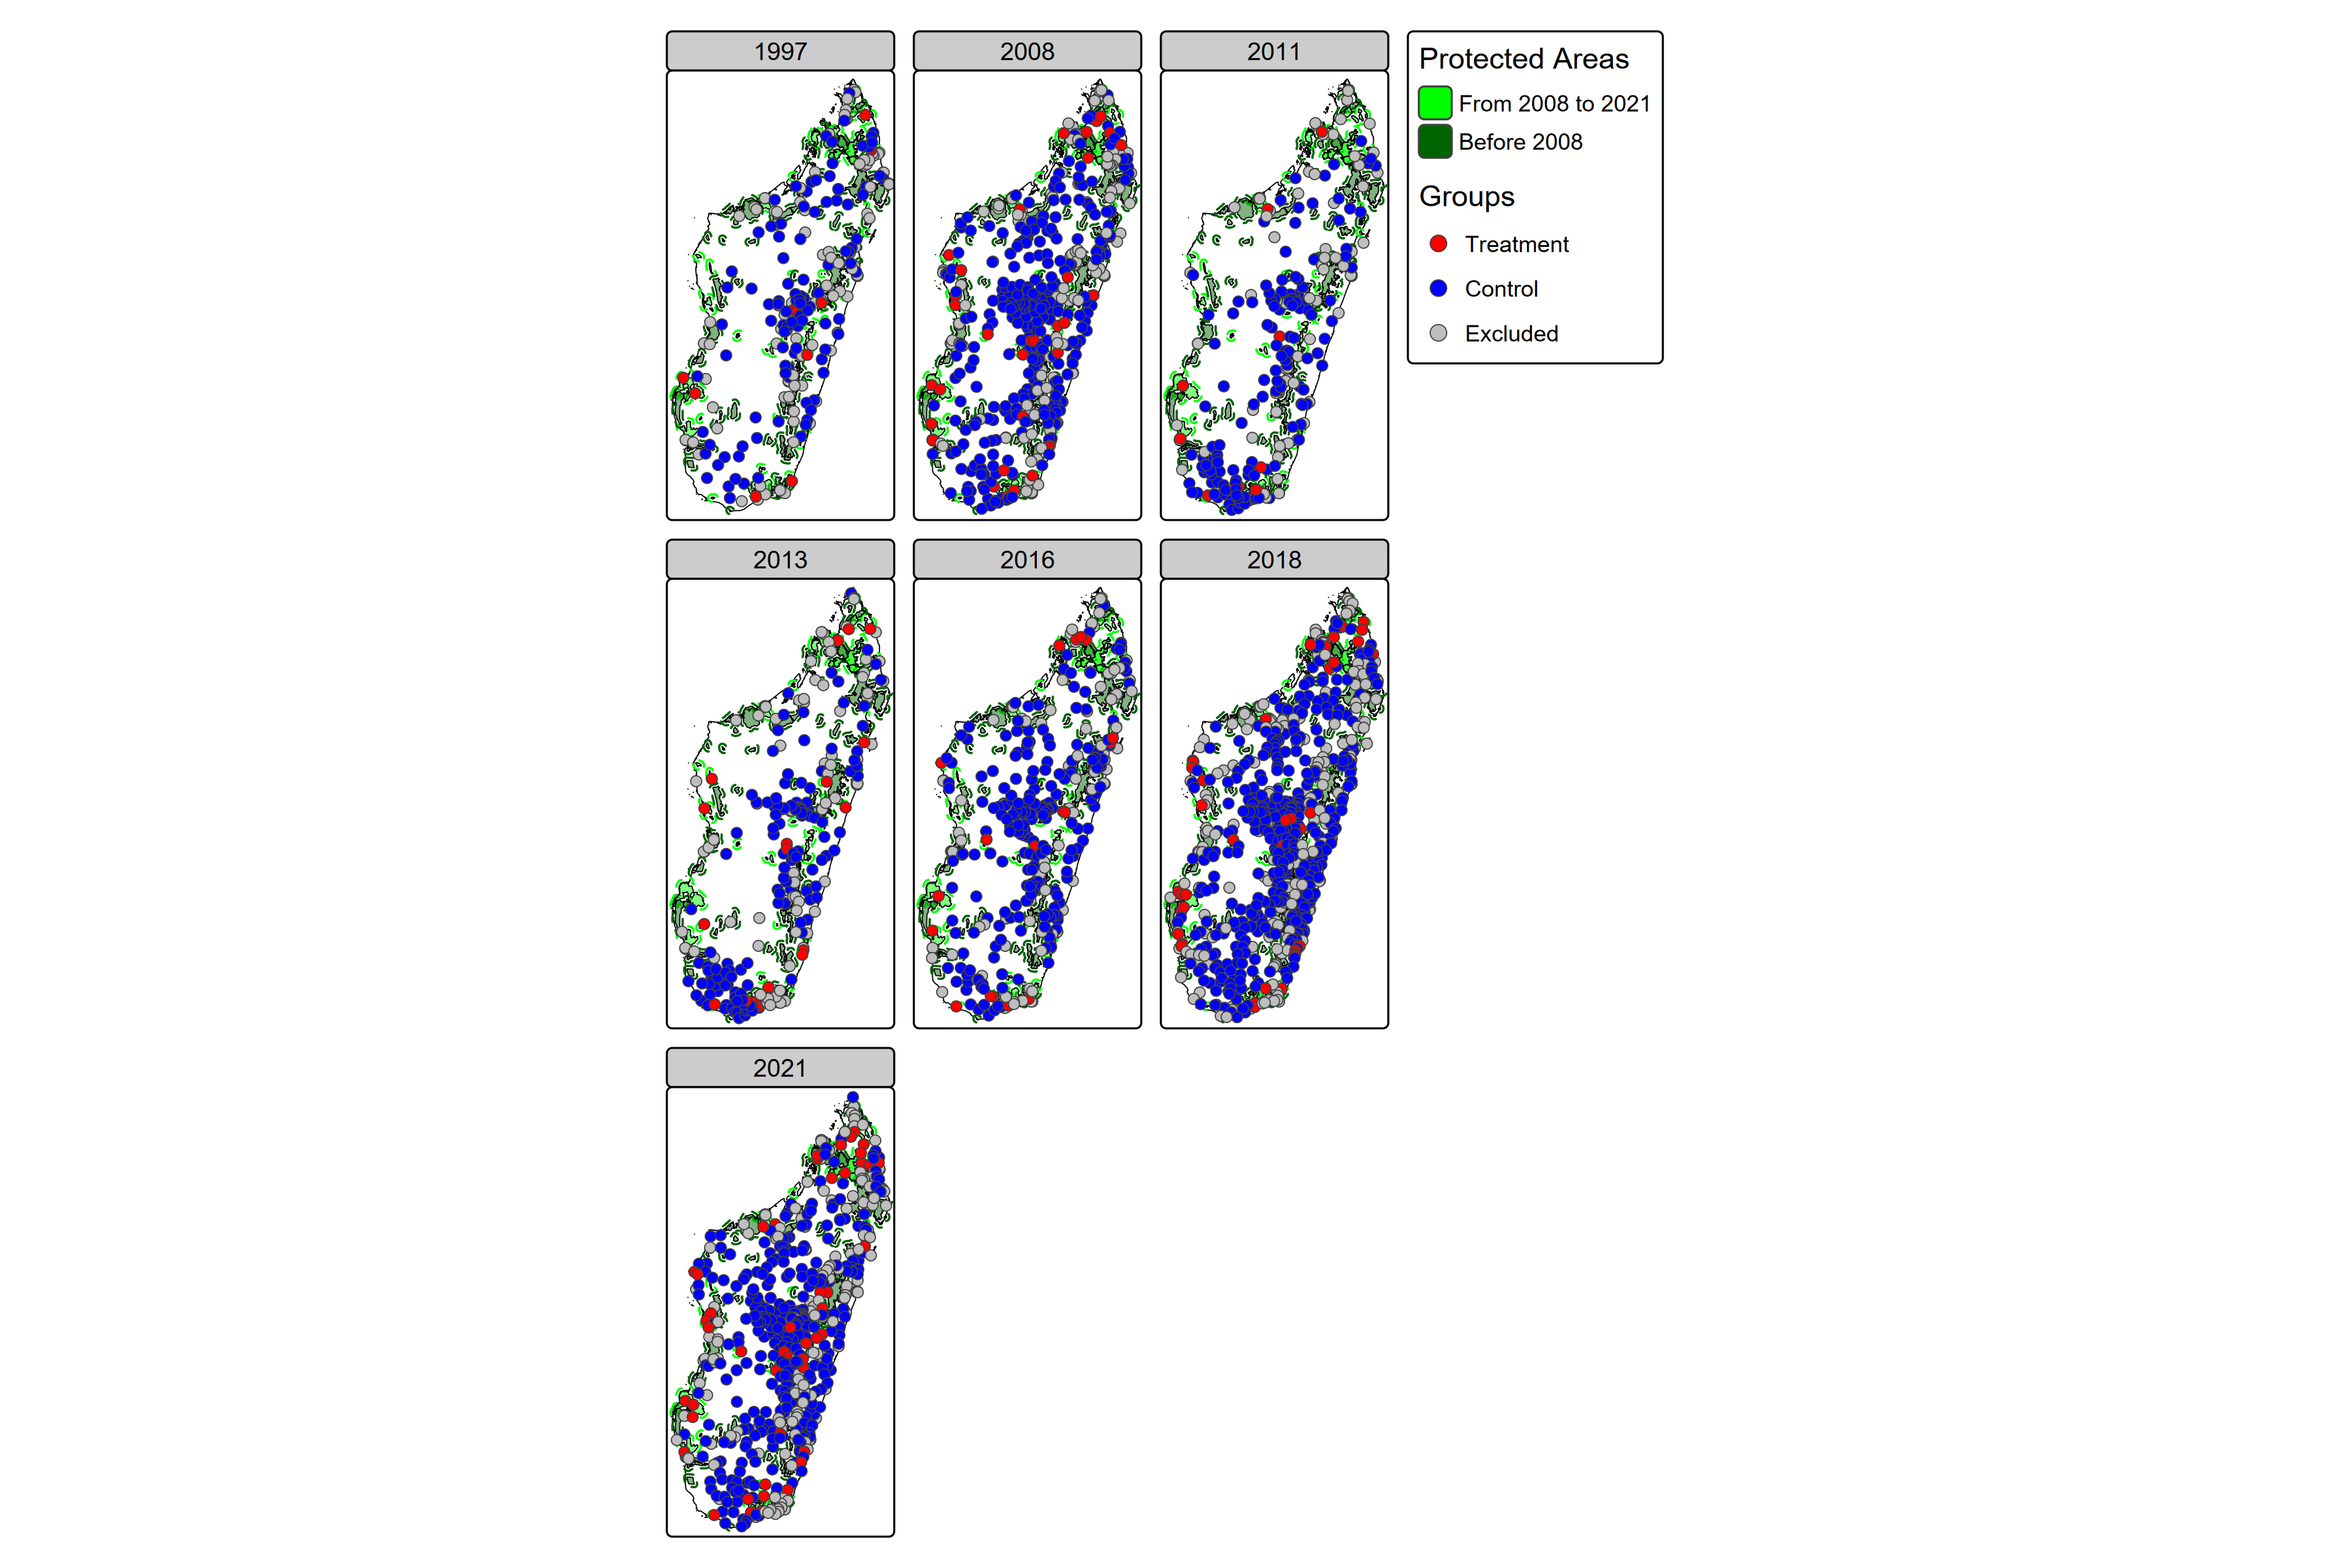 1997
2008
2011
Protected Areas
From 2008 to 2021
Before 2008
Groups
Treatment
Control
Excluded
2013
2016
2018
2021